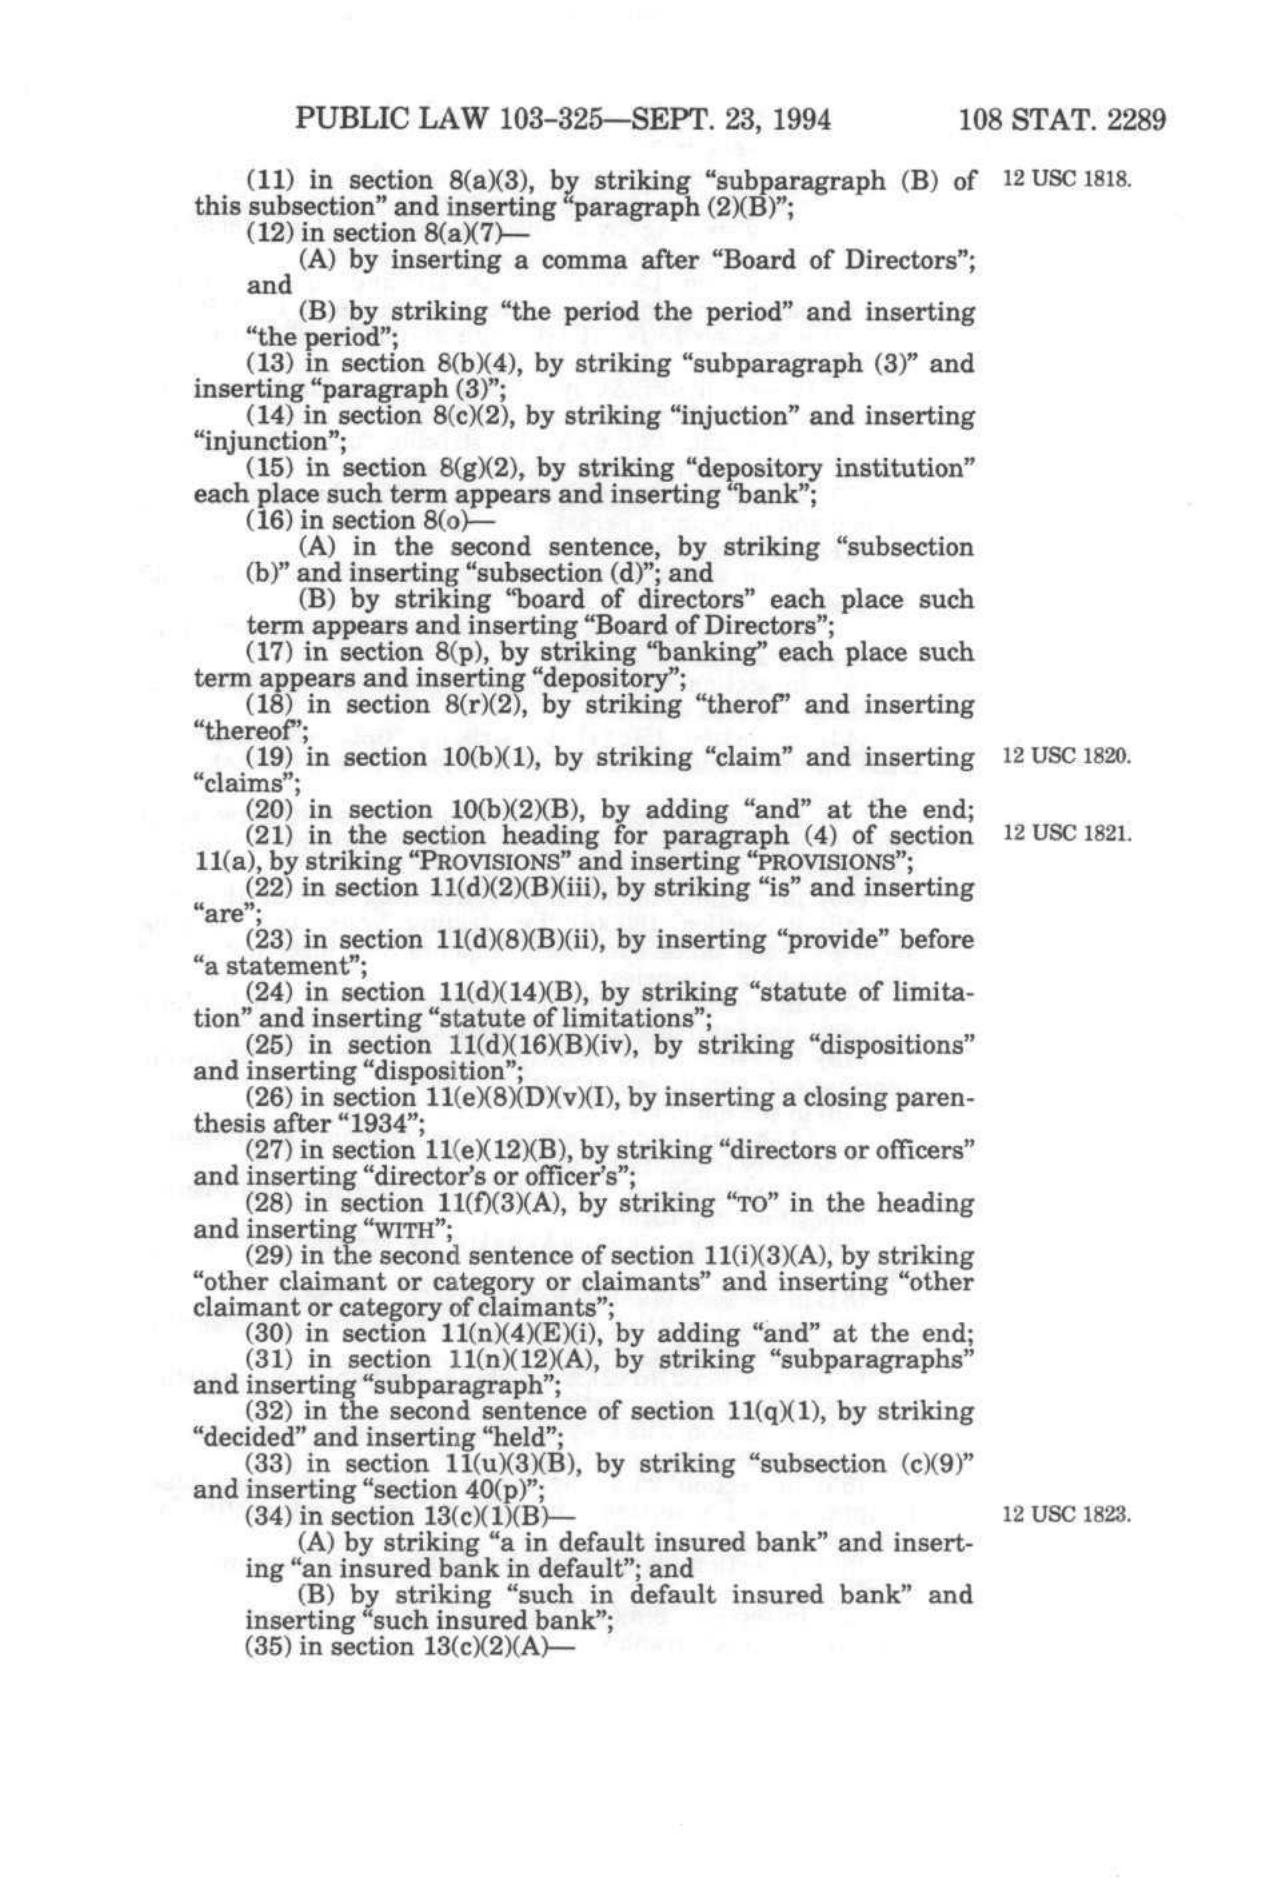 PUBLIC LAW 103–325—SEPT. 23, 1994 108 STAT. 2289
(11) in section 8(a)(3), by striking “subparagraph (B) of 12 USC 1818.
this subsection” and inserting “paragraph (2)(B)”;
(12) in section 8(a)(7)—
(A) by inserting a comma after “Board of Directors”;
and
(B) by striking “the period the period” and inserting
“the period”;
(13) in section 8(b)(4), by striking “subparagraph (3)” and
inserting “paragraph (3)”;
(14) in section 8(c)(2), by striking “injuction” and inserting
“injunction”;
(15) in section 8(g)(2), by striking “depository institution”
each place such term appears and inserting “bank”;
(16) in section 8(o)—
(A) in the second sentence, by striking “subsection
(b)” and inserting “subsection (d)”; and
(B) by striking “board of directors” each place such
term appears and inserting “Board of Directors”;
(17) in section 8(p), by striking “banking” each place such
term appears and inserting “depository”;
(18) in section 8(r)(2), by striking “therof” and inserting
“thereof”;
(19) in section 10(b)(1), by striking “claim” and inserting 12 USC 1820.
“claims”;
(20) in section 10(b)(2)(B), by adding “and” at the end;
(21) in the section heading for paragraph (4) of section 12 USC 1821.
11(a), by striking “PROVISIONS” and inserting “PROVISIONS”;
(22) in section 11(d)(2)(B)(iii), by striking “is” and inserting
“are”;
(23) in section 11(d)(8)(B)(ii), by inserting “provide” before
“a statement”;
(24) in section 11(d)(14)(B), by striking “statute of limita-
tion” and inserting “statute of limitations”;
(25) in section 11(d)(16)(B)(iv), by striking “dispositions”
and inserting “disposition”;
(26) in section 11(e)(8)(D)(v)(I), by inserting a closing paren-
thesis after “1934”;
(27) in section 11(e)(12)(B), by striking “directors or officers”
and inserting “director’s or officer’s”;
(28) in section 11(f)(3)(A), by striking “TO” in the heading
and inserting “WITH”;
(29) in the second sentence of section 11(i)(3)(A), by striking
“other claimant or category or claimants” and inserting “other
claimant or category of claimants”;
(30) in section 11(n)(4)(E)(i), by adding “and” at the end;
(31) in section 11(n)(12)(A), by striking “subparagraphs”
and inserting “subparagraph”;
(32) in the second sentence of section 11(q)(1), by striking
“decided” and inserting “held”;
(33) in section 11(u)(3)(B), by striking “subsection (c)(9)”
and inserting “section 40(p)”;
(34) in section 13(c)(1)(B)— 12 USC 1823.
(A) by striking “a in default insured bank” and insert-
ing “an insured bank in default”; and
(B) by striking “such in default insured bank” and
inserting “such insured bank”;
(35) in section 13(c)(2)(A)—